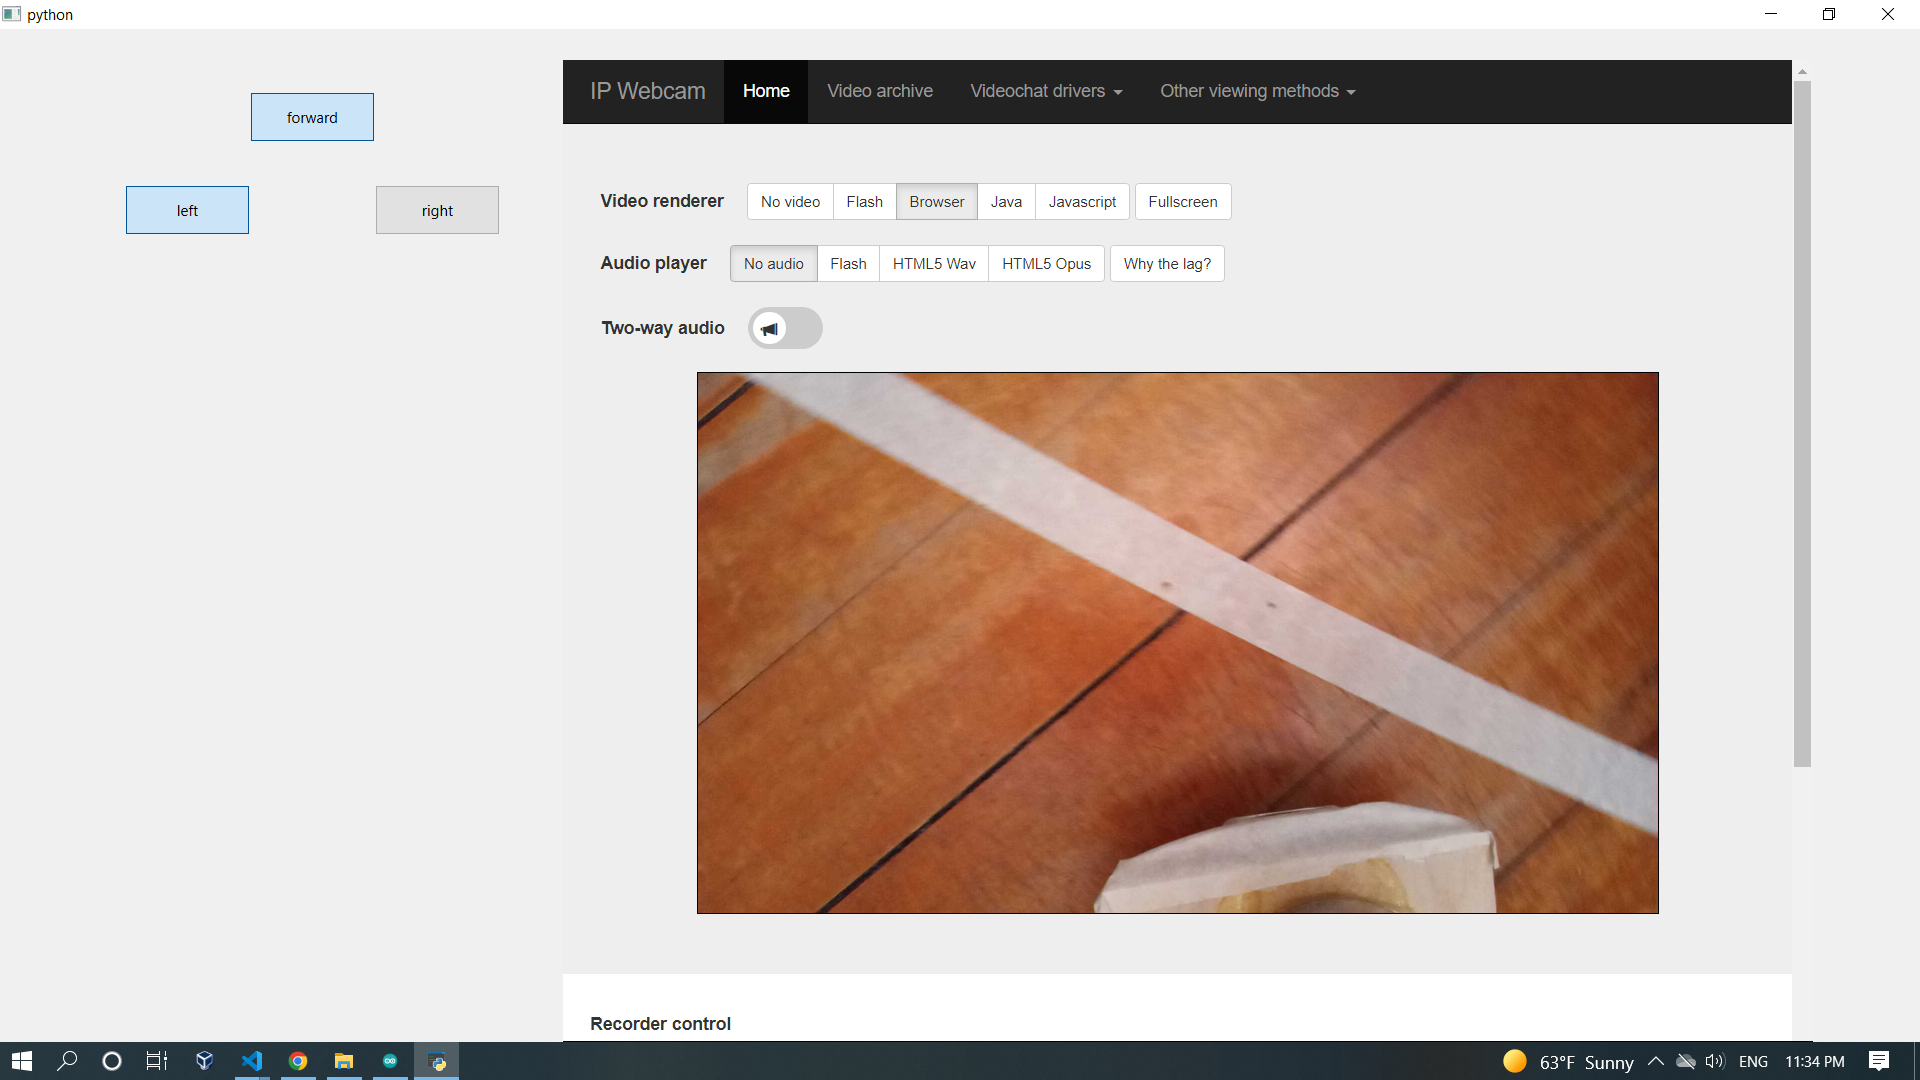 python
forward
left right
IP Webcam Home Video archive Videochat drivers Other viewing methods
Video renderer No video Flash Browser Java Javascript Fullscreen
Audio player No audio Flash HTML5 Wav HTML5 Opus Why the lag?
Two-way audio
Recorder control
63°F Sunny ENG 11:34 PM